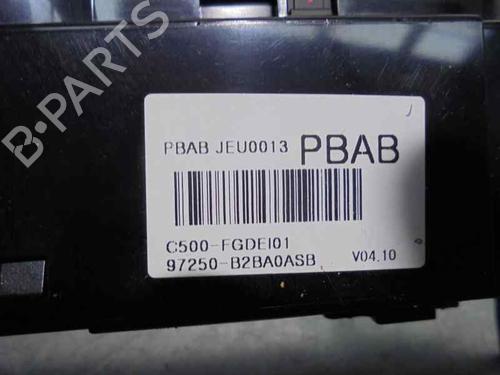 PBAB JEU0013 PBAB
C500-FGDEI01
97250-B2BA0ASB V04.10
B-PARTS